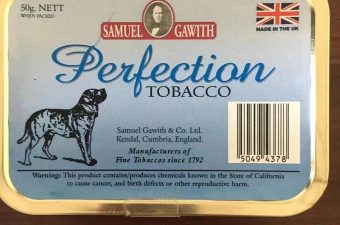 50g. NETT
WHEN PACKED
SAMUEL GAWITH
MADE IN THE UK
Perfection
TOBACCO
Samuel Gawith & Co. Ltd.
Kendal, Cumbria, England.
Manufacturers of
Fine Tobaccos since 1792
5049 4378
Warning: This product contains/produces chemicals known in the State of California
to cause cancer, and birth defects or other reproductive harm.